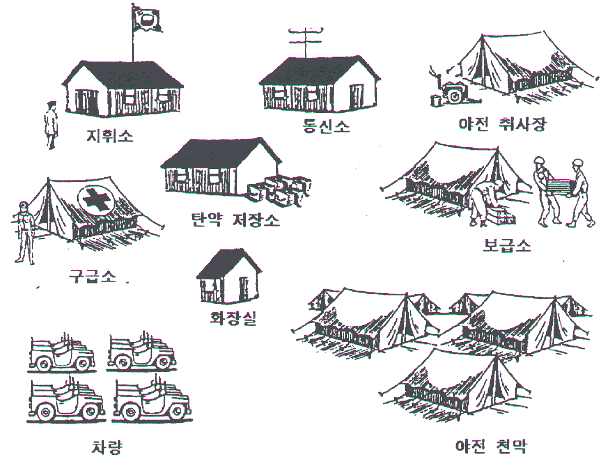 지휘소
통신소
야전 취사장
탄약 저장소
보급소
구급소
화장실
차량
야전 천막